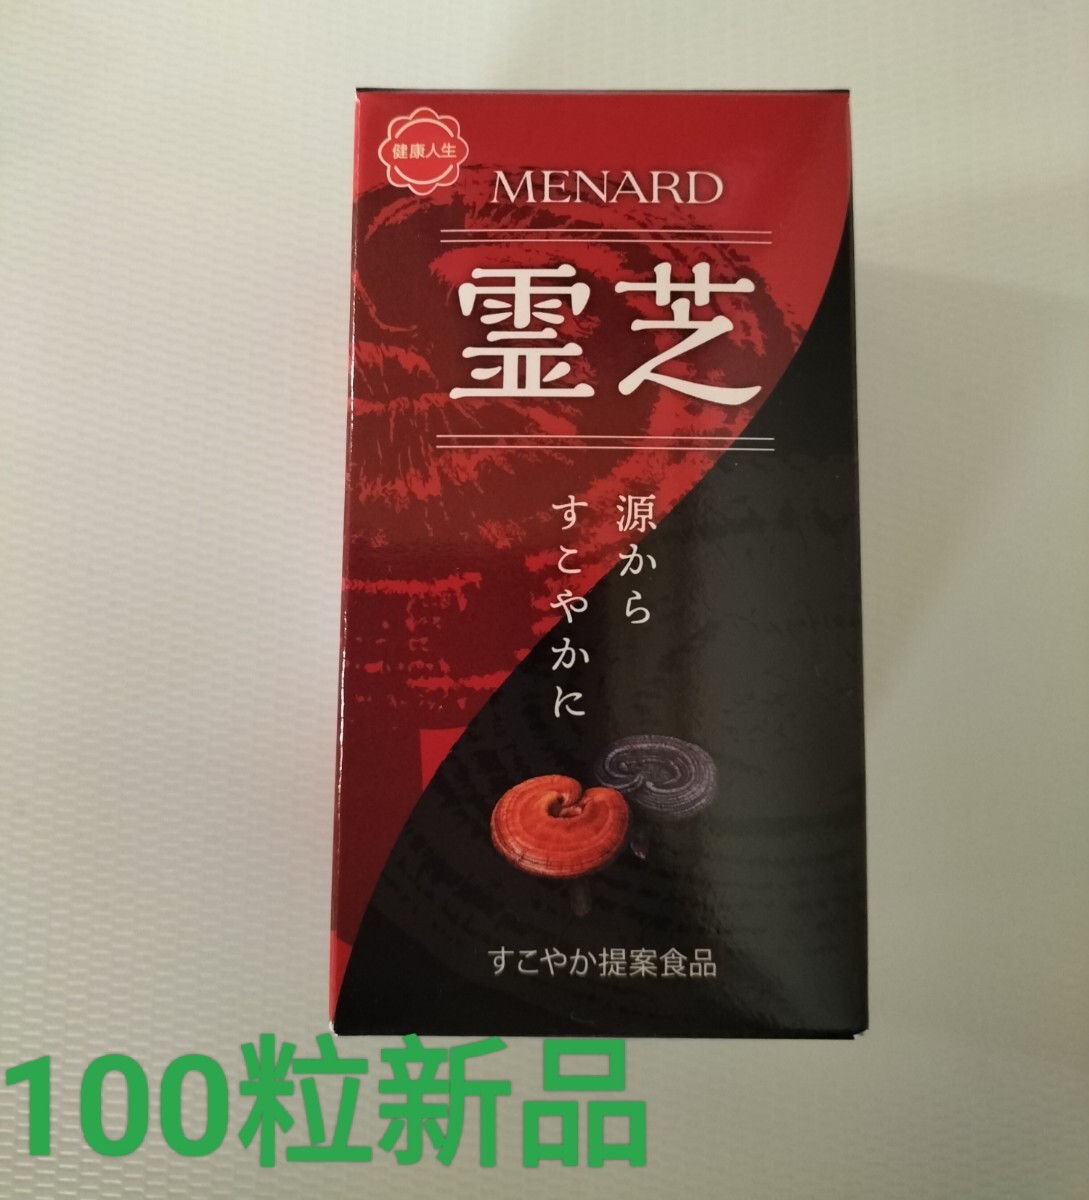 健康人生
MENARD
霊芝
源から
すこやかに
すこやか提案食品
100粒新品